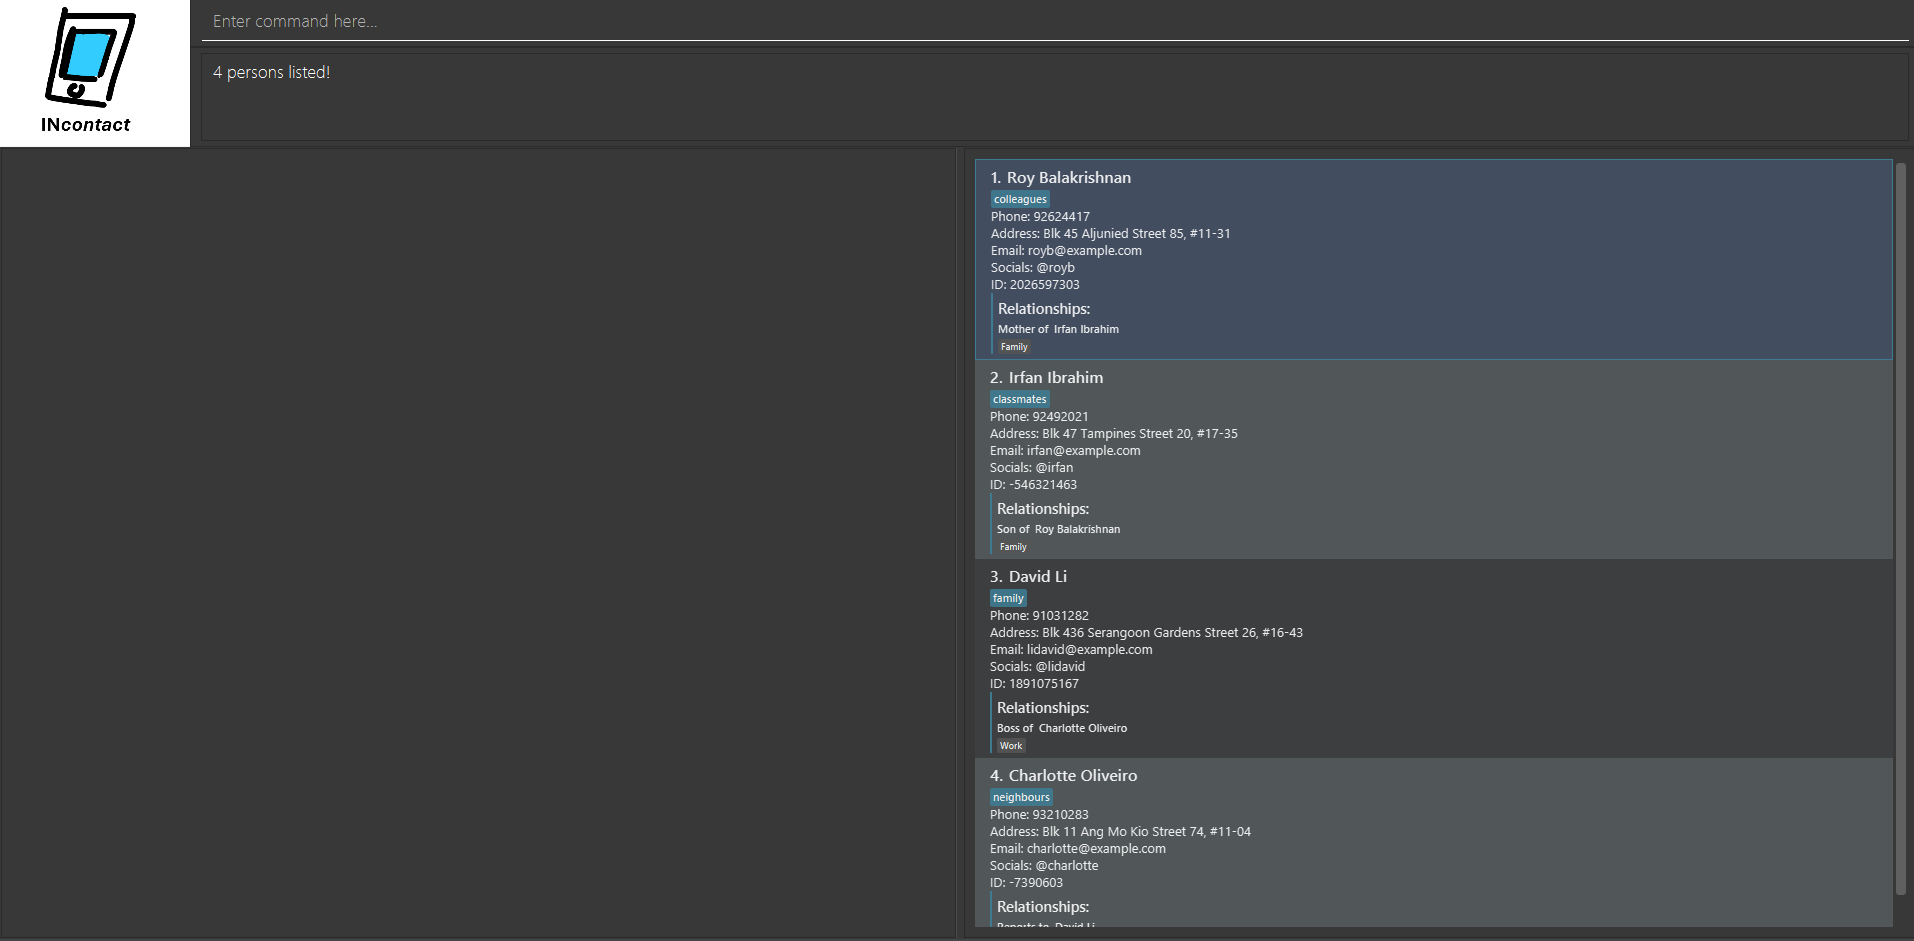 INcontact
Enter command here...
4 persons listed!
1. Roy Balakrishnan
colleagues
Phone: 92624417
Address: Blk 45 Aljunied Street 85, #11-31
Email: royb@example.com
Socials: @royb
ID: 2026597303
Relationships:
Mother of Irfan Ibrahim
Family
2. Irfan Ibrahim
classmates
Phone: 92492021
Address: Blk 47 Tampines Street 20, #17-35
Email: irfan@example.com
Socials: @irfan
ID: -546321463
Relationships:
Son of Roy Balakrishnan
Family
3. David Li
family
Phone: 91031282
Address: Blk 436 Serangoon Gardens Street 26, #16-43
Email: lidavid@example.com
Socials: @lidavid
ID: 1891075167
Relationships:
Boss of Charlotte Oliveiro
Work
4. Charlotte Oliveiro
neighbours
Phone: 93210283
Address: Blk 11 Ang Mo Kio Street 74, #11-04
Email: charlotte@example.com
Socials: @charlotte
ID: -7390603
Relationships:
Reports to David Li